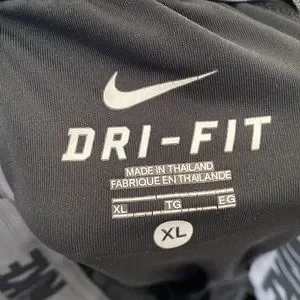 DRI-FIT
MADE IN THAILAND
FABRIQUE EN THAILANDE
XL TG EG
XL